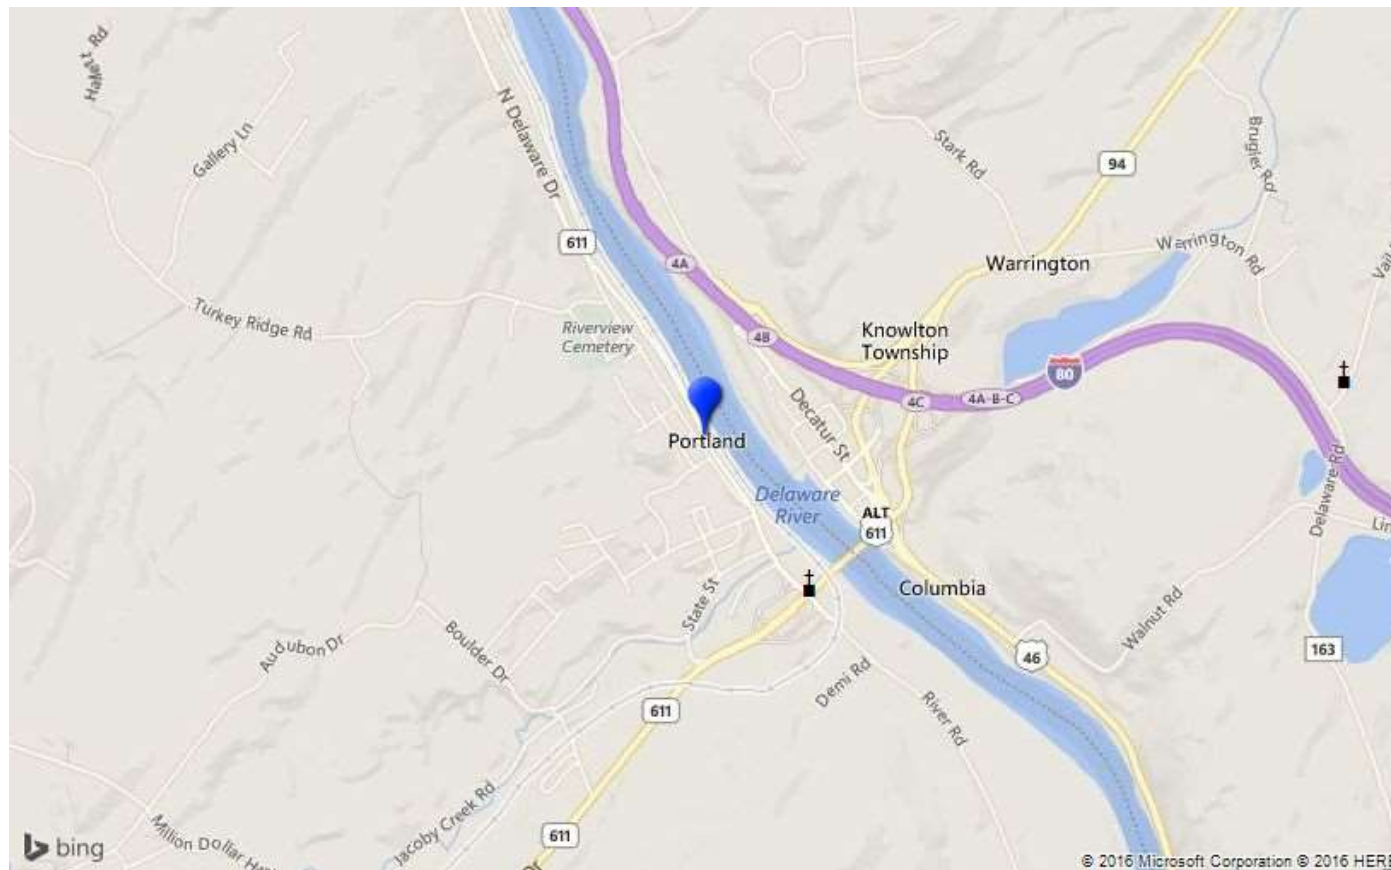 Hallett Rd
Gallery Ln
N Delaware Dr
Stark Rd
94
Brugler Rd
611
4A
Warrington
Warrington Rd
Turkey Ridge Rd
Riverview
Cemetery
4B
Knowlton
Township
80
4C
4A-B-C
Decatur St
Portland
Delaware
River
ALT
611
Delaware Rd
Columbia
State St
Walnut Rd
Audubon Dr
Boulder Dr
46
163
Demi Rd
River Rd
611
Jacoby Creek Rd
Million Dollar
611
bing
© 2016 Microsoft Corporation © 2016 HERE